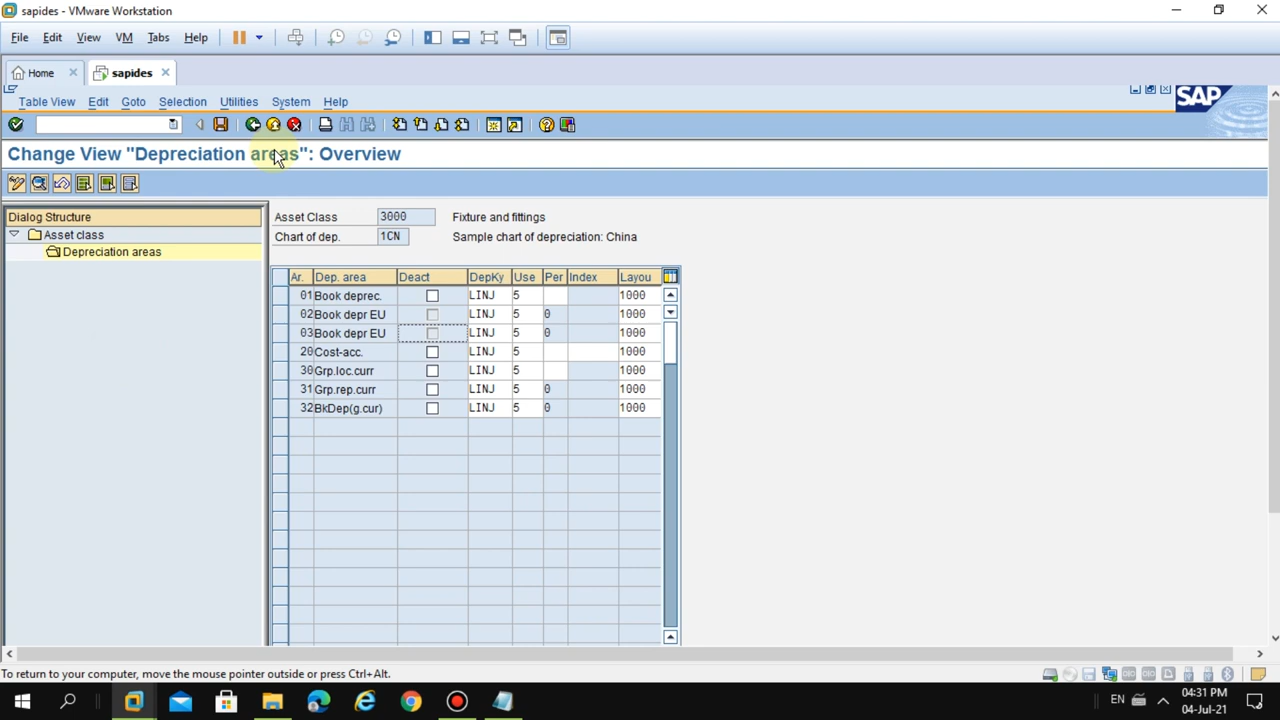 sapides - VMware Workstation
File Edit View VM Tabs Help
Home sapides
Table View Edit Goto Selection Utilities System Help
SAP
Change View "Depreciation areas": Overview
Dialog Structure
Asset class
Depreciation areas
Asset Class 3000 Fixture and fittings
Chart of dep. 1CN Sample chart of depreciation: China
Ar. Dep. area Deact DepKy Use Per Index Layou
01 Book deprec. LINJ 5 1000
02 Book depr EU LINJ 5 0 1000
03 Book depr EU LINJ 5 0 1000
20 Cost-acc. LINJ 5 1000
30 Grp.loc.curr LINJ 5 1000
31 Grp.rep.curr LINJ 5 0 1000
32 BkDep(g.cur) LINJ 5 0 1000
To return to your computer, move the mouse pointer outside or press Ctrl+Alt.
EN 04:31 PM
04-Jul-21